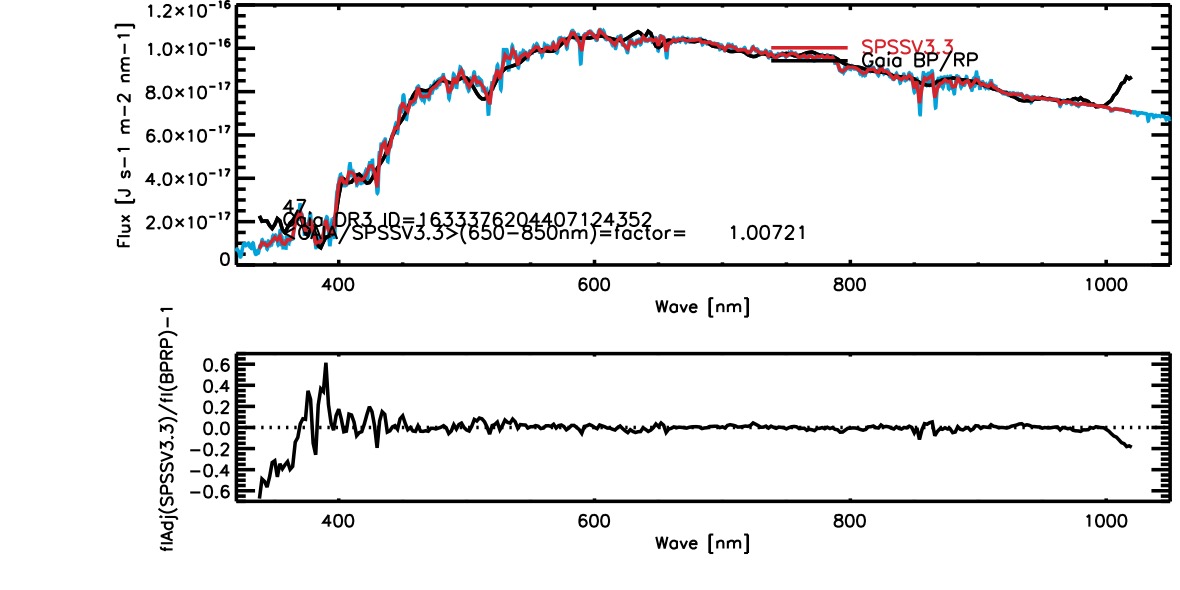 1.2×10⁻¹⁶
1.0×10⁻¹⁶
8.0×10⁻¹⁷
6.0×10⁻¹⁷
4.0×10⁻¹⁷
2.0×10⁻¹⁷
0
Flux [J s−1 m−2 nm−1]
SPSSV3.3
Gaia BP/RP
47
Gaia DR3 ID=1633376204407124352
<GAIA/SPSSV3.3>(650−850nm)=factor= 1.00721
400 600 800 1000
Wave [nm]
flAdj(SPSSV3.3)/fl(BPRP)−1
0.6
0.4
0.2
0.0
−0.2
−0.4
−0.6
400 600 800 1000
Wave [nm]